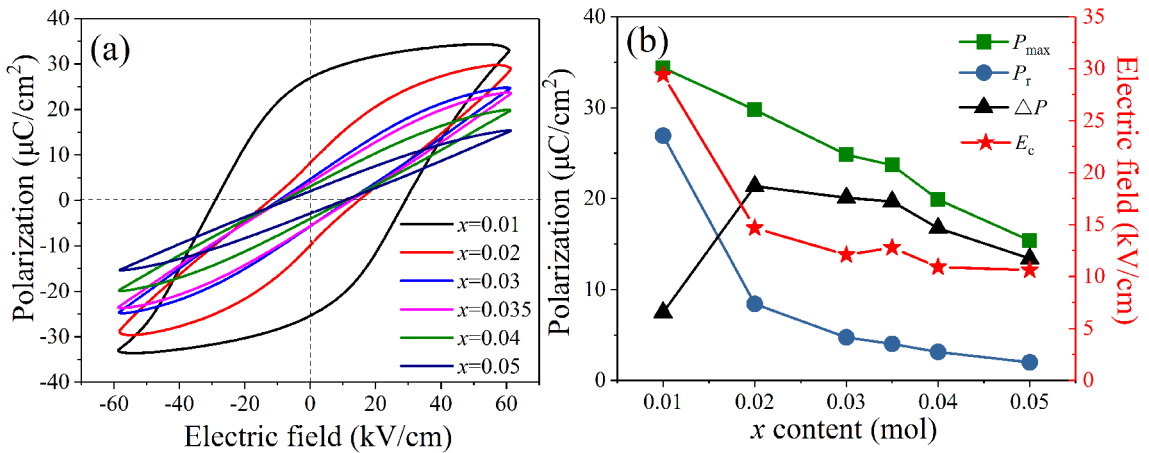 (a)
40
30
20
10
0
-10
-20
-30
-40
Polarization (μC/cm²)
x=0.01
x=0.02
x=0.03
x=0.035
x=0.04
x=0.05
-60 -40 -20 0 20 40 60
Electric field (kV/cm)
(b)
40
30
20
10
0
Polarization (μC/cm²)
Pmax
Pr
△P
Ec
35
30
25
20
15
10
5
0
Electric field (kV/cm)
0.01 0.02 0.03 0.04 0.05
x content (mol)